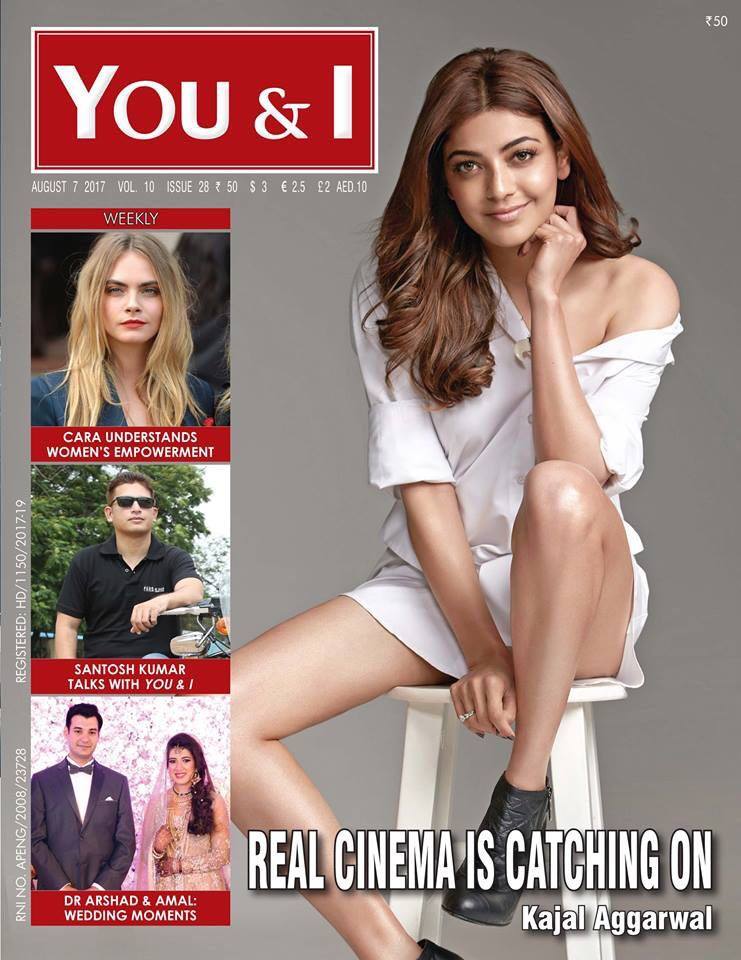 ₹50
YOU & I
AUGUST 7 2017 VOL. 10 ISSUE 28 ₹ 50 $ 3 € 2.5 £2 AED.10
WEEKLY
CARA UNDERSTANDS
WOMEN'S EMPOWERMENT
SANTOSH KUMAR
TALKS WITH YOU & I
DR ARSHAD & AMAL:
WEDDING MOMENTS
REGISTERED: HD/1150/2017-19
RNI NO. APENG/2008/23728
REAL CINEMA IS CATCHING ON
Kajal Aggarwal